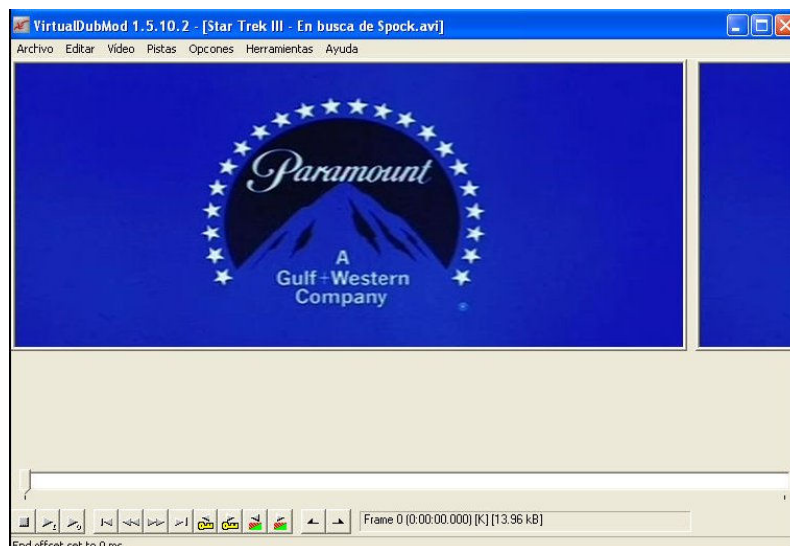 VirtualDubMod 1.5.10.2 - [Star Trek III - En busca de Spock.avi]
Archivo Editar Vídeo Pistas Opciones Herramientas Ayuda
Paramount
A
Gulf+Western
Company
®
Frame 0 (0:00:00.000) [K] [13.96 kB]
End offset set to 0 ms